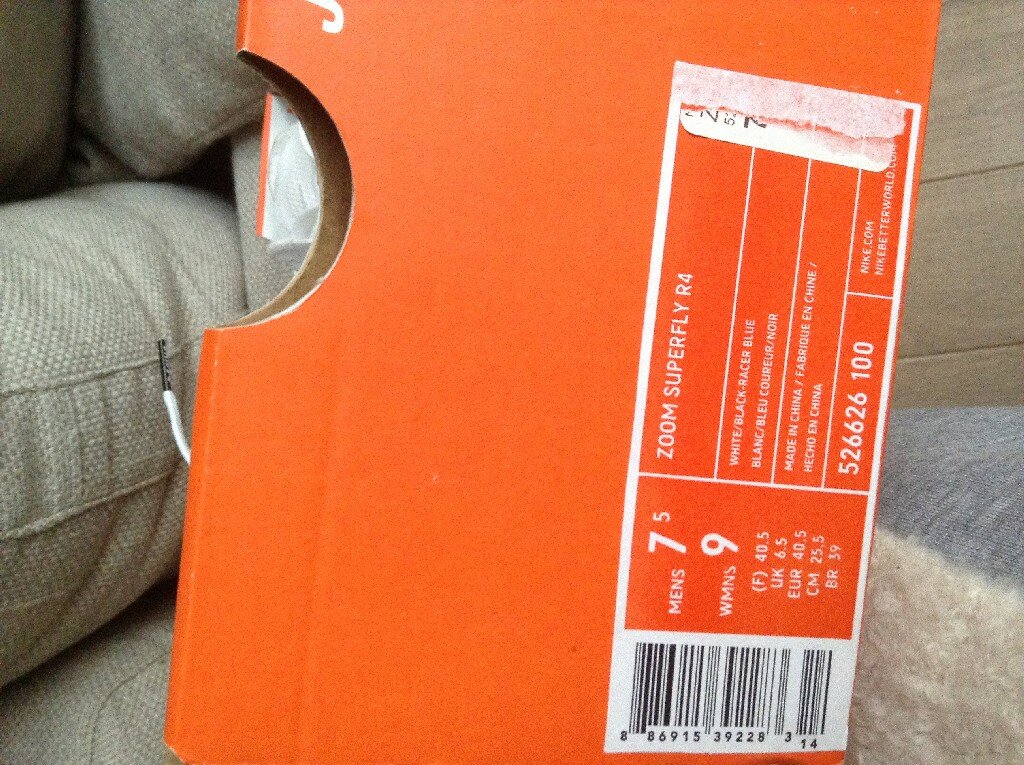 ZOOM SUPERFLY R4
WHITE/BLACK-RACER BLUE
BLANC/BLEU COUREUR/NOIR
MADE IN CHINA / FABRIQUE EN CHINE /
HECHO EN CHINA
526626 100
NIKE.COM
NIKEBETTERWORLD.COM
MENS 7 5
WMNS 9
(F) 40.5
UK 6.5
EUR 40.5
CM 25.5
BR 39
8 86915 39228 3
14